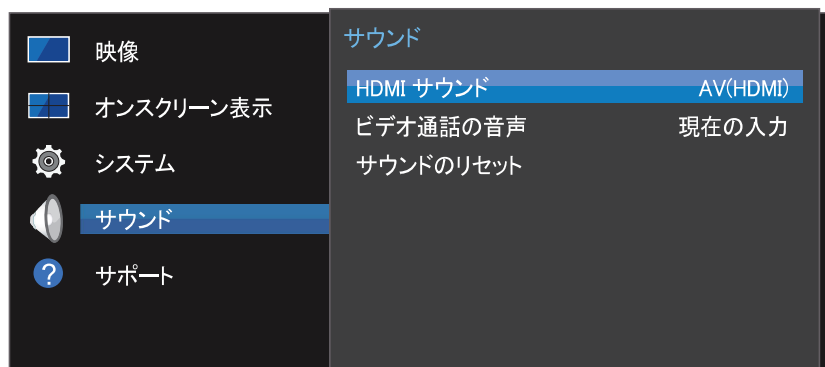 映像
オンスクリーン表示
システム
サウンド
サポート
サウンド
HDMI サウンド AV(HDMI)
ビデオ通話の音声 現在の入力
サウンドのリセット